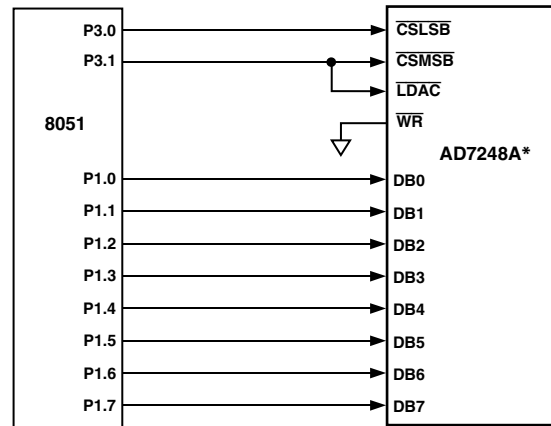 P3.0
CSLSB
P3.1
CSMSB
LDAC
8051
WR
AD7248A*
P1.0
DB0
P1.1
DB1
P1.2
DB2
P1.3
DB3
P1.4
DB4
P1.5
DB5
P1.6
DB6
P1.7
DB7